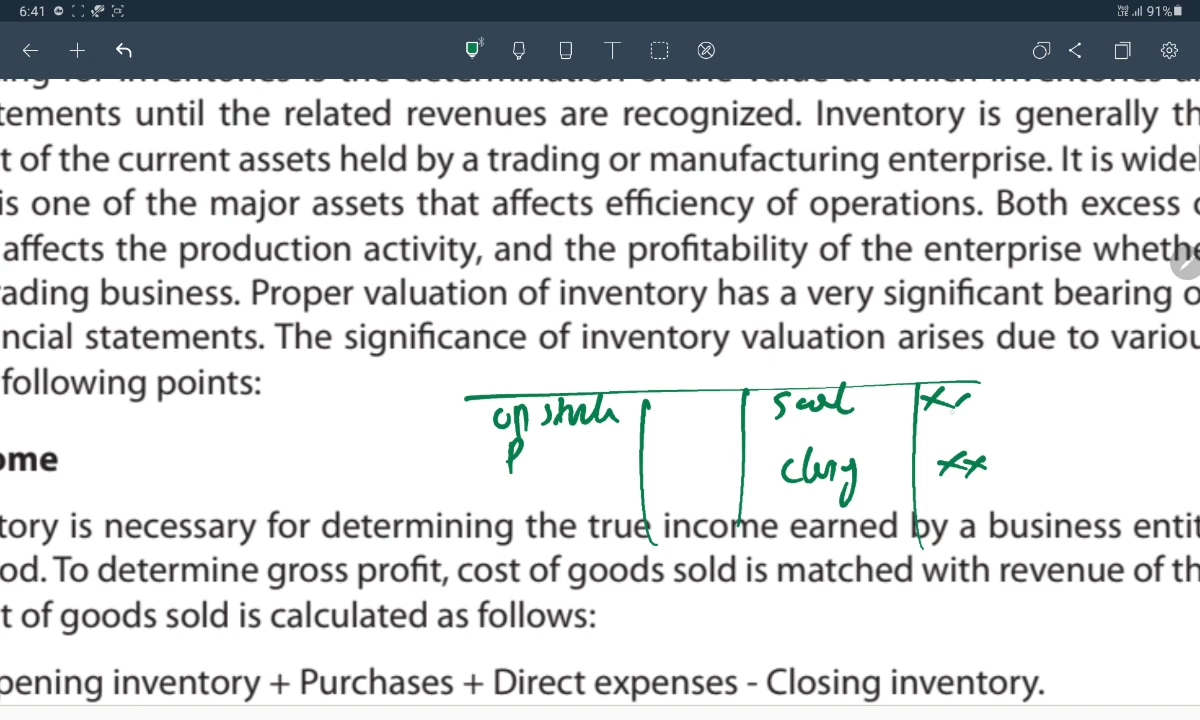 6:41
Vo) LTE 91%
tements until the related revenues are recognized. Inventory is generally th
t of the current assets held by a trading or manufacturing enterprise. It is widel
is one of the major assets that affects efficiency of operations. Both excess o
affects the production activity, and the profitability of the enterprise whethe
ading business. Proper valuation of inventory has a very significant bearing o
ncial statements. The significance of inventory valuation arises due to variou
following points:
op stock
P
xx
xx
ome
tory is necessary for determining the true income earned by a business entit
od. To determine gross profit, cost of goods sold is matched with revenue of th
t of goods sold is calculated as follows:
pening inventory + Purchases + Direct expenses - Closing inventory.